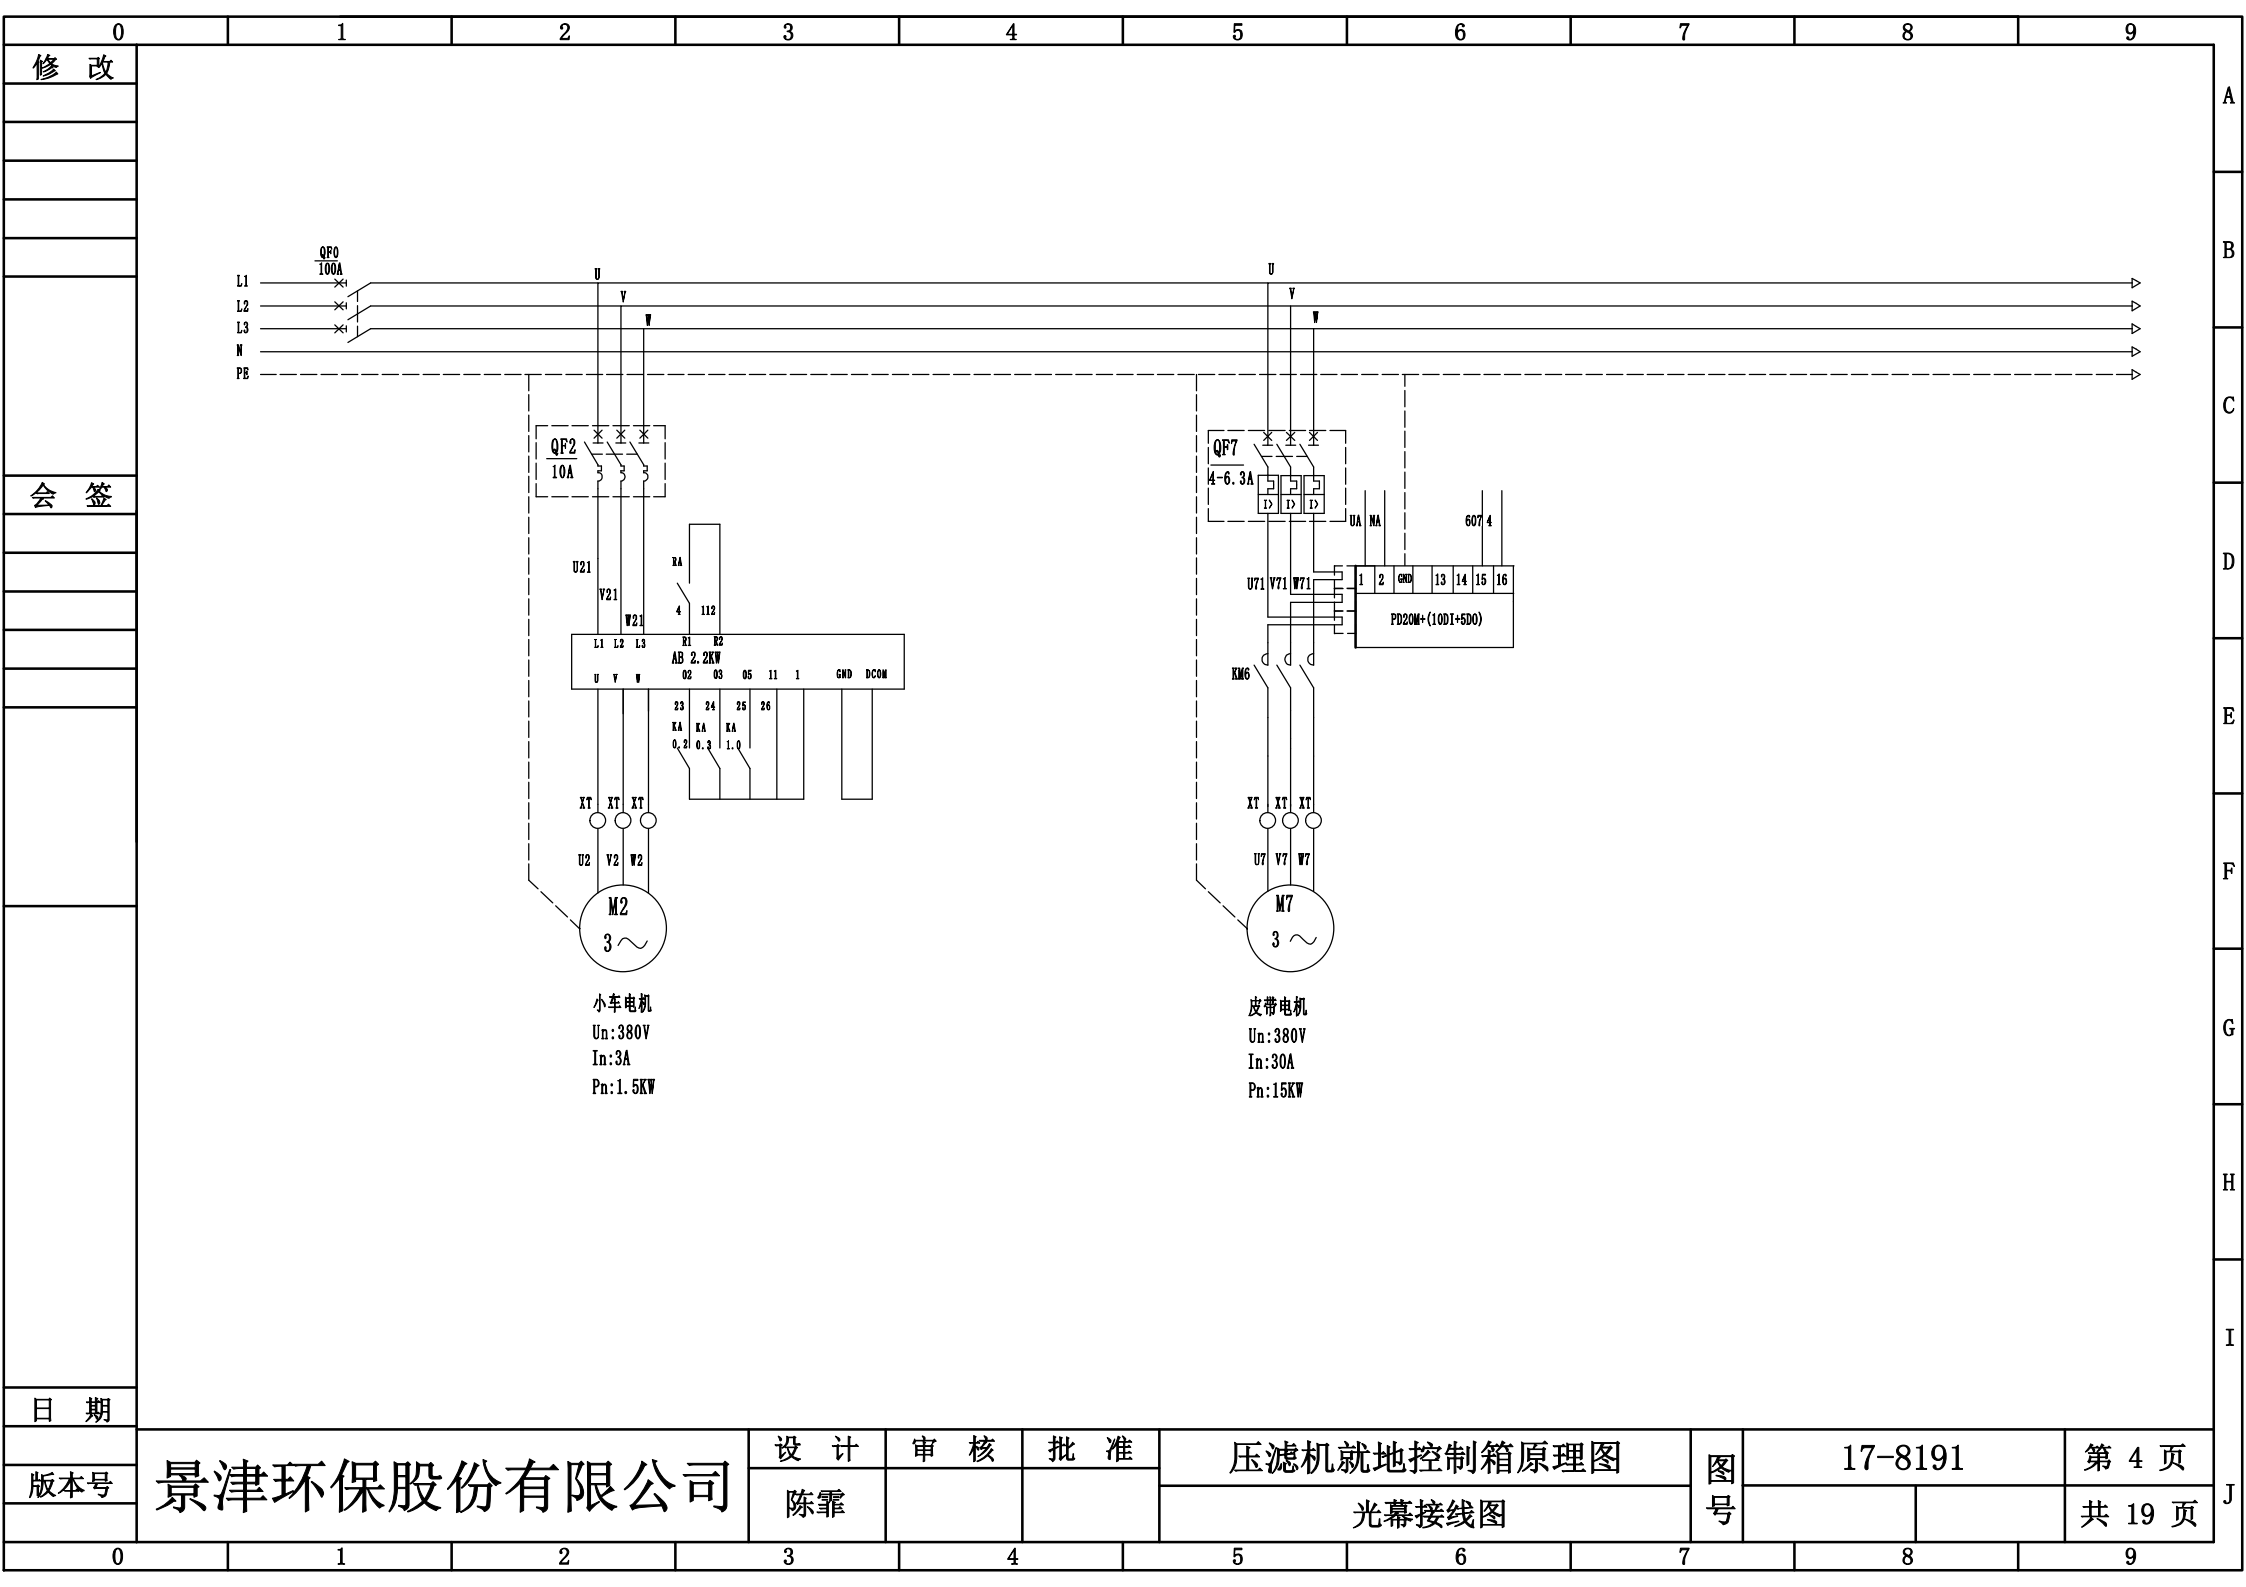 0 1 2 3 4 5 6 7 8 9
修 改
A
B
QF0
100A
L1
L2
L3
N
PE
U
V
W
U
V
W
C
QF2
10A
QF7
4-6.3A
会 签
D
UA NA
607 4
U21
V21
W21
RA
4 112
U71 V71 W71
1 2 GND 13 14 15 16
PD20M+(10DI+5DO)
L1 L2 L3 R1 R2
AB 2.2KW
U V W 02 03 05 11 1 GND DCOM
KM6
E
23 24 25 26
KA KA KA
0.2 0.3 1.0
XT XT XT
XT XT XT
U2 V2 W2
U7 V7 W7
F
M2
3
M7
3
G
小车电机
Un:380V
In:3A
Pn:1.5KW
皮带电机
Un:380V
In:30A
Pn:15KW
H
I
日 期
版本号
景津环保股份有限公司
设 计
审 核
批 准
陈霏
压滤机就地控制箱原理图
光幕接线图
图号
17-8191
第 4 页
共 19 页
J
0 1 2 3 4 5 6 7 8 9